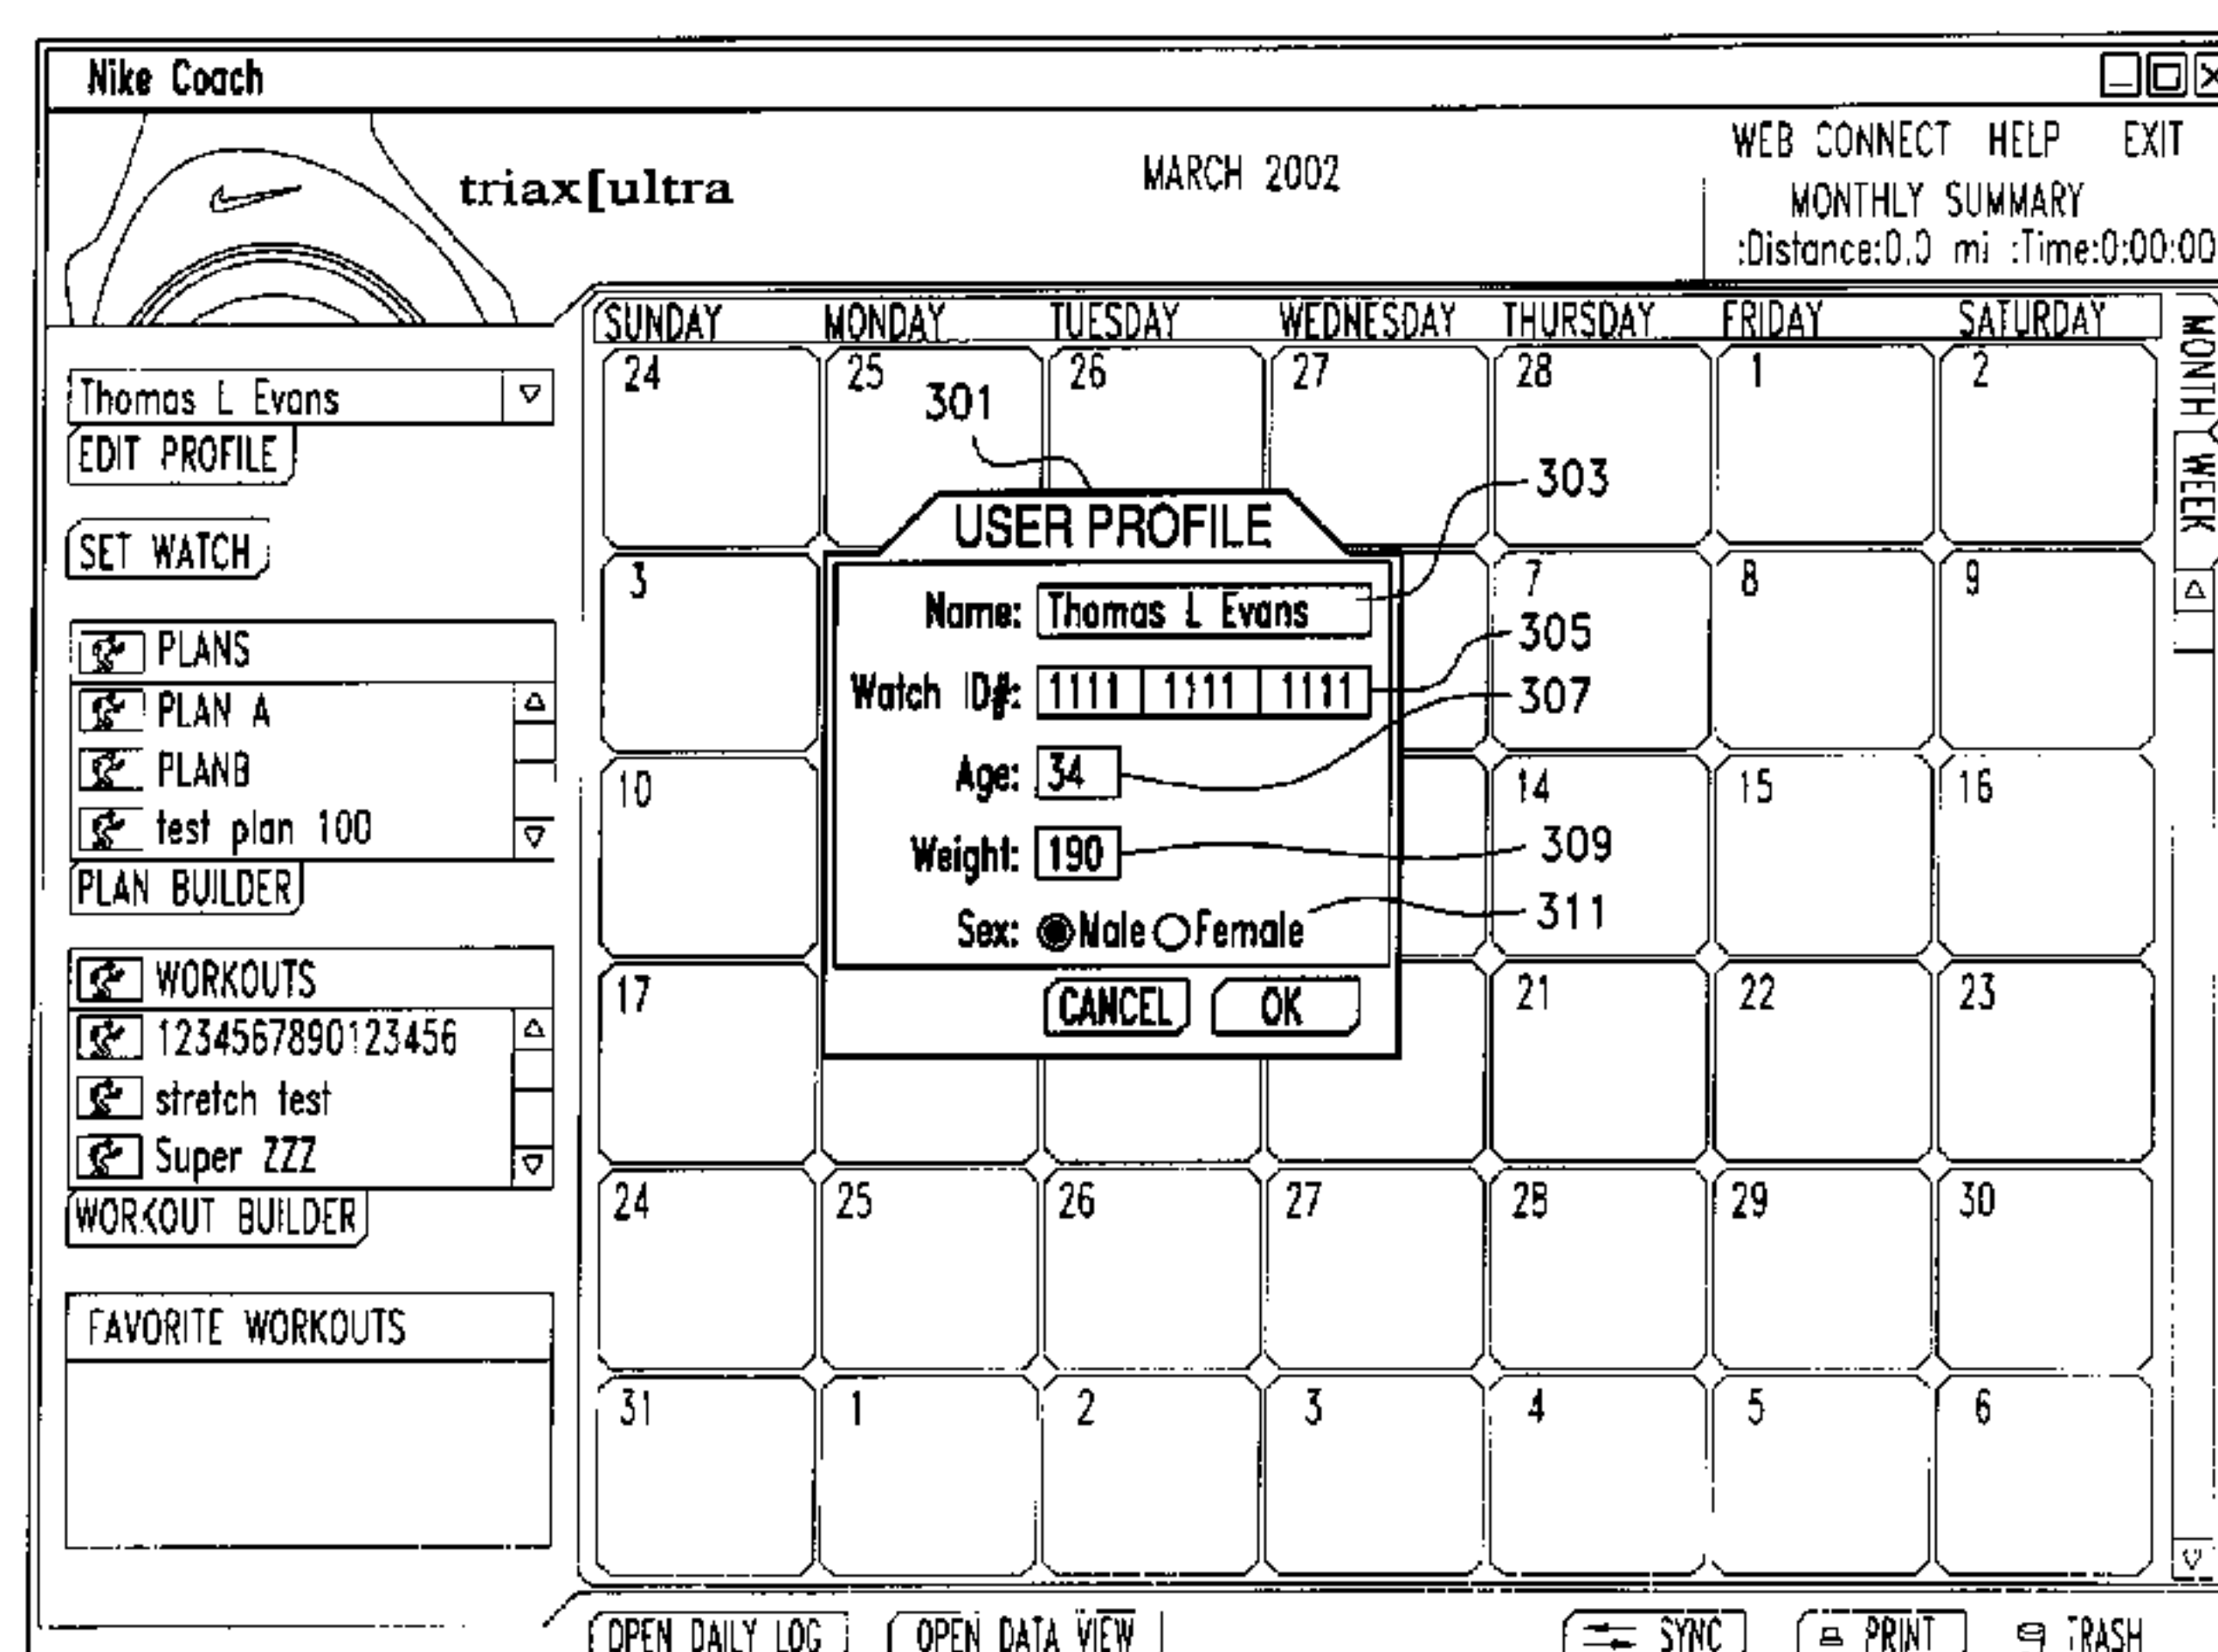 Nike Coach
triax[ultra
MARCH 2002
WEB CONNECT HELP EXIT
MONTHLY SUMMARY
:Distance:0.0 mi :Time:0:00:00
SUNDAY MONDAY TUESDAY WEDNESDAY THURSDAY FRIDAY SATURDAY
MONTH
WEEK
Thomas L Evans
EDIT PROFILE
SET WATCH
PLANS
PLAN A
PLANB
test plan 100
PLAN BUILDER
WORKOUTS
1234567890123456
stretch test
Super ZZZ
WORKOUT BUILDER
FAVORITE WORKOUTS
24 25 26 27 28 1 2
301
303
USER PROFILE
Name: Thomas L Evans
Watch ID#: 1111 1111 1111
Age: 34
Weight: 190
Sex: Male Female
CANCEL OK
3 7 8 9
305
307
10 14 15 16
309
311
17 21 22 23
24 25 26 27 28 29 30
31 1 2 3 4 5 6
OPEN DAILY LOG OPEN DATA VIEW SYNC PRINT TRASH